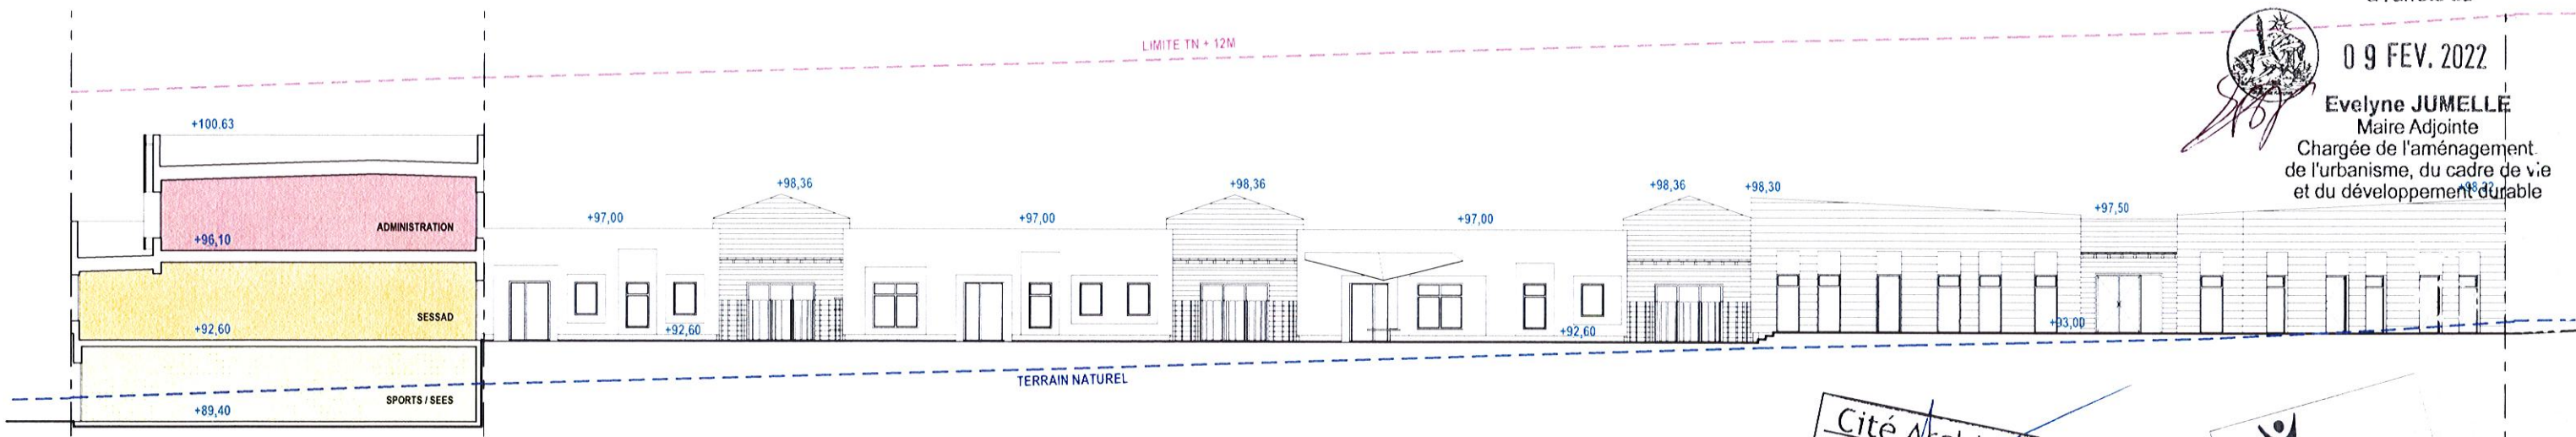 LIMITE TN + 12M
0 9 FEV. 2022
Evelyne JUMELLE
Maire Adjointe
Chargée de l'aménagement
de l'urbanisme, du cadre de vie
et du développement durable
+100.63
+98,36
+98,36
+98,36
+98,30
+97,50
+97,00
+97,00
+97,00
ADMINISTRATION
+96,10
SESSAD
+92,60
+92,60
+92,60
+93,00
TERRAIN NATUREL
SPORTS / SEES
+89,40
Cité